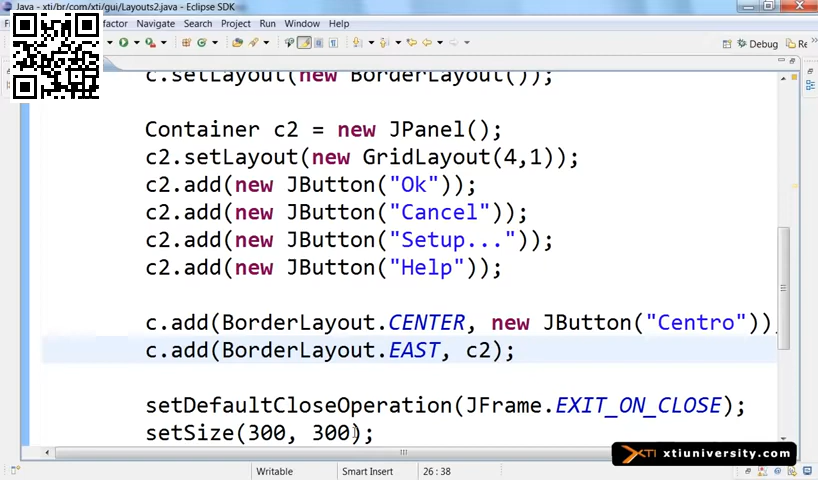 Java - xti/br/com/xti/gui/Layouts2.java - Eclipse SDK
factor Navigate Search Project Run Window Help
Debug Re
c.setLayout(new BorderLayout());
Container c2 = new JPanel();
c2.setLayout(new GridLayout(4,1));
c2.add(new JButton("Ok"));
c2.add(new JButton("Cancel"));
c2.add(new JButton("Setup..."));
c2.add(new JButton("Help"));
c.add(BorderLayout.CENTER, new JButton("Centro"))
c.add(BorderLayout.EAST, c2);
setDefaultCloseOperation(JFrame.EXIT_ON_CLOSE);
setSize(300, 300);
Writable Smart Insert 26 : 38
XTI xtiuniversity.com